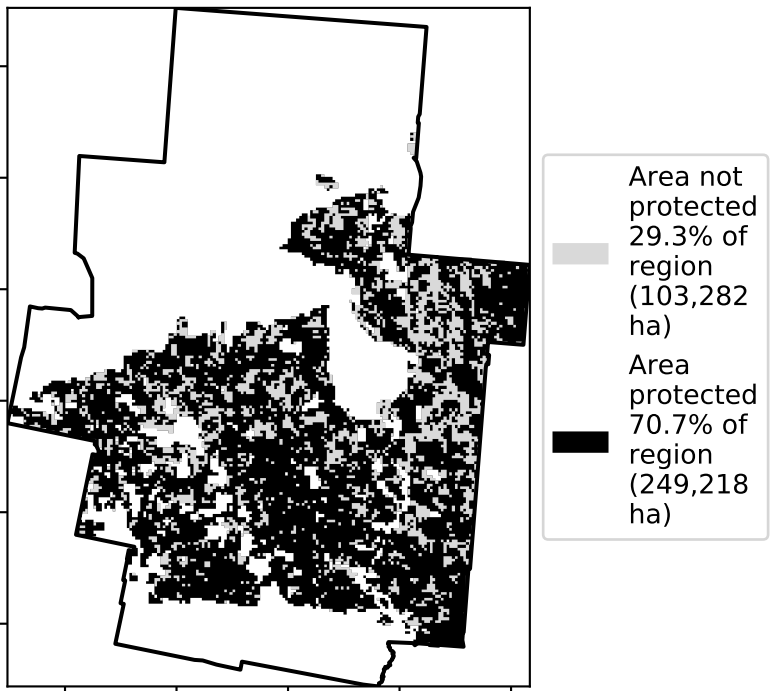 Area not
protected
29.3% of
region
(103,282
ha)
Area
protected
70.7% of
region
(249,218
ha)